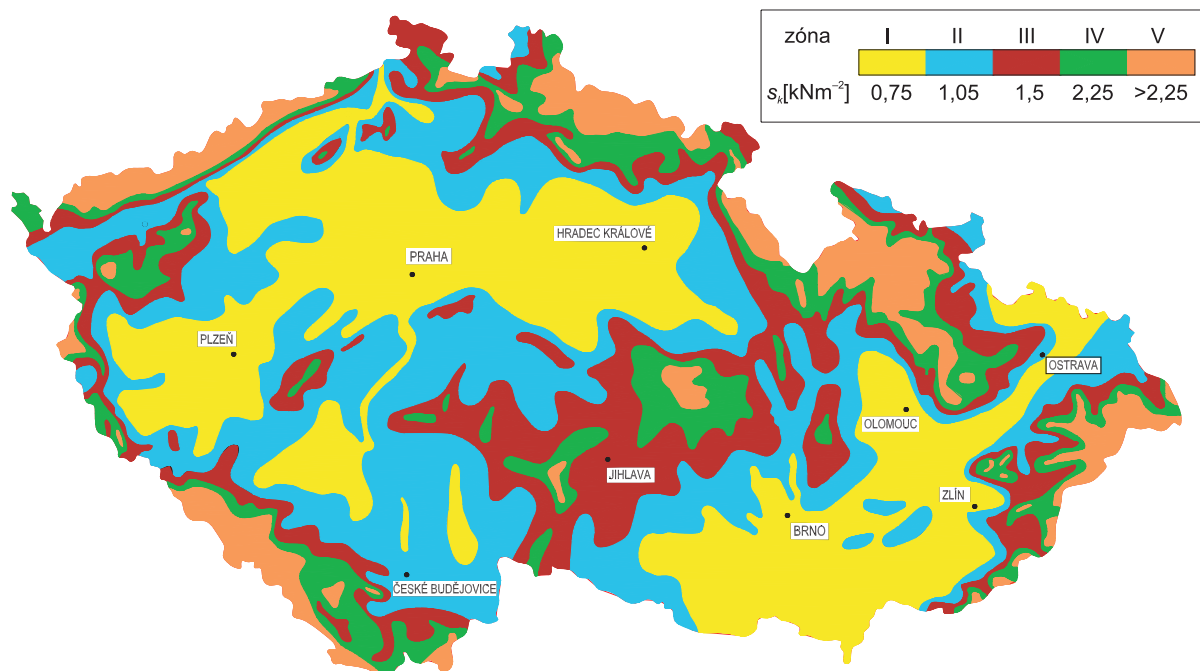 zóna I II III IV V
sₖ[kNm⁻²] 0,75 1,05 1,5 2,25 >2,25
HRADEC KRÁLOVÉ
PRAHA
PLZEŇ
OSTRAVA
OLOMOUC
JIHLAVA
ZLÍN
BRNO
ČESKÉ BUDĚJOVICE